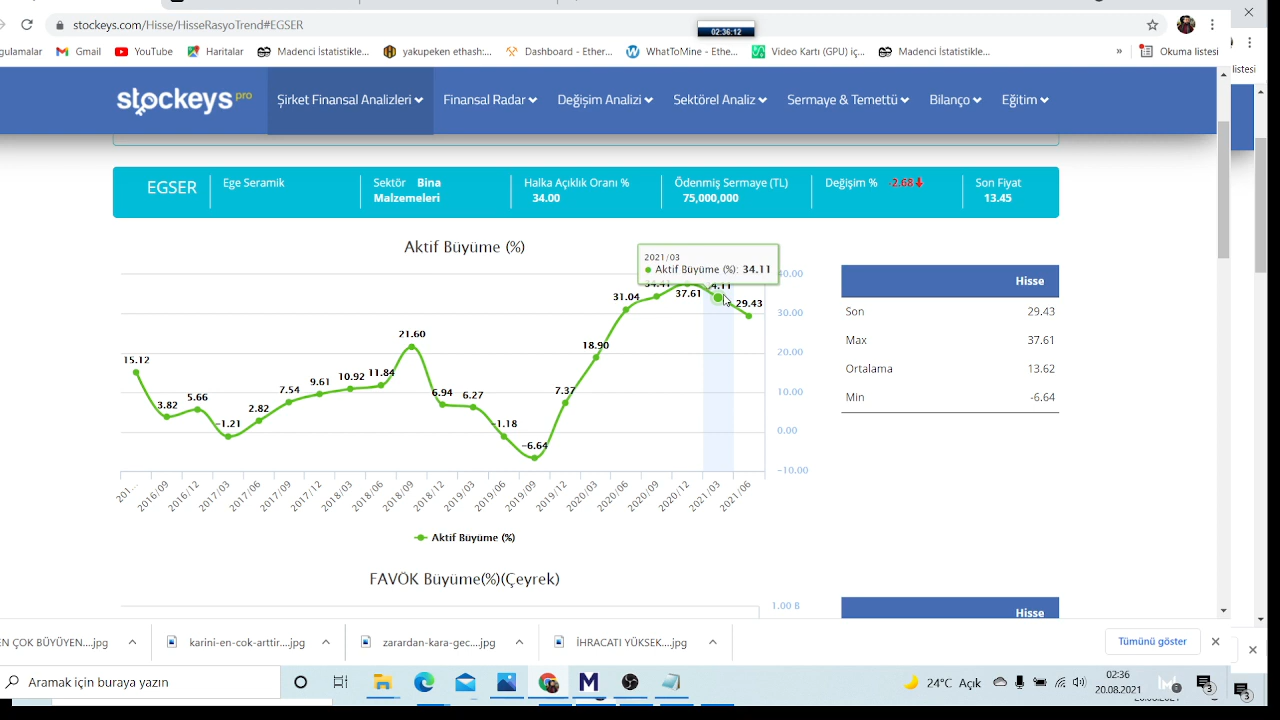 stockeys.com/Hisse/HisseRasyoTrend#EGSER
02:36:12
ıgulamalar Gmail YouTube Haritalar Madenci İstatistikle... yakupeken ethash:... Dashboard - Ether... WhatToMine - Ethe... Video Kartı (GPU) iç... Madenci İstatistikle... » Okuma listesi
listesi
stockeys pro Şirket Finansal Analizleri Finansal Radar Değişim Analizi Sektörel Analiz Sermaye & Temettü Bilanço Eğitim
EGSER
Ege Seramik
Sektör Bina
Malzemeleri
Halka Açıklık Oranı %
34.00
Ödenmiş Sermaye (TL)
75,000,000
Değişim % -2.68
Son Fiyat
13.45
Aktif Büyüme (%)
2021/03
Aktif Büyüme (%): 34.11
15.12
3.82
5.66
-1.21
2.82
7.54
9.61
10.92
11.84
21.60
6.94
6.27
-1.18
-6.64
7.37
18.90
31.04
34.41
37.61
34.11
29.43
40.00
30.00
20.00
10.00
0.00
-10.00
201... 2016/09 2016/12 2017/03 2017/06 2017/09 2017/12 2018/03 2018/06 2018/09 2018/12 2019/03 2019/06 2019/09 2019/12 2020/03 2020/06 2020/09 2020/12 2021/03 2021/06
Aktif Büyüme (%)
Hisse
Son 29.43
Max 37.61
Ortalama 13.62
Min -6.64
FAVÖK Büyüme(%)(Çeyrek)
1.00 B
Hisse
EN ÇOK BÜYÜYEN....jpg karini-en-cok-arttir....jpg zarardan-kara-gec....jpg İHRACATI YÜKSEK....jpg Tümünü göster
Aramak için buraya yazın
24°C Açık
02:36
20.08.2021
3
3